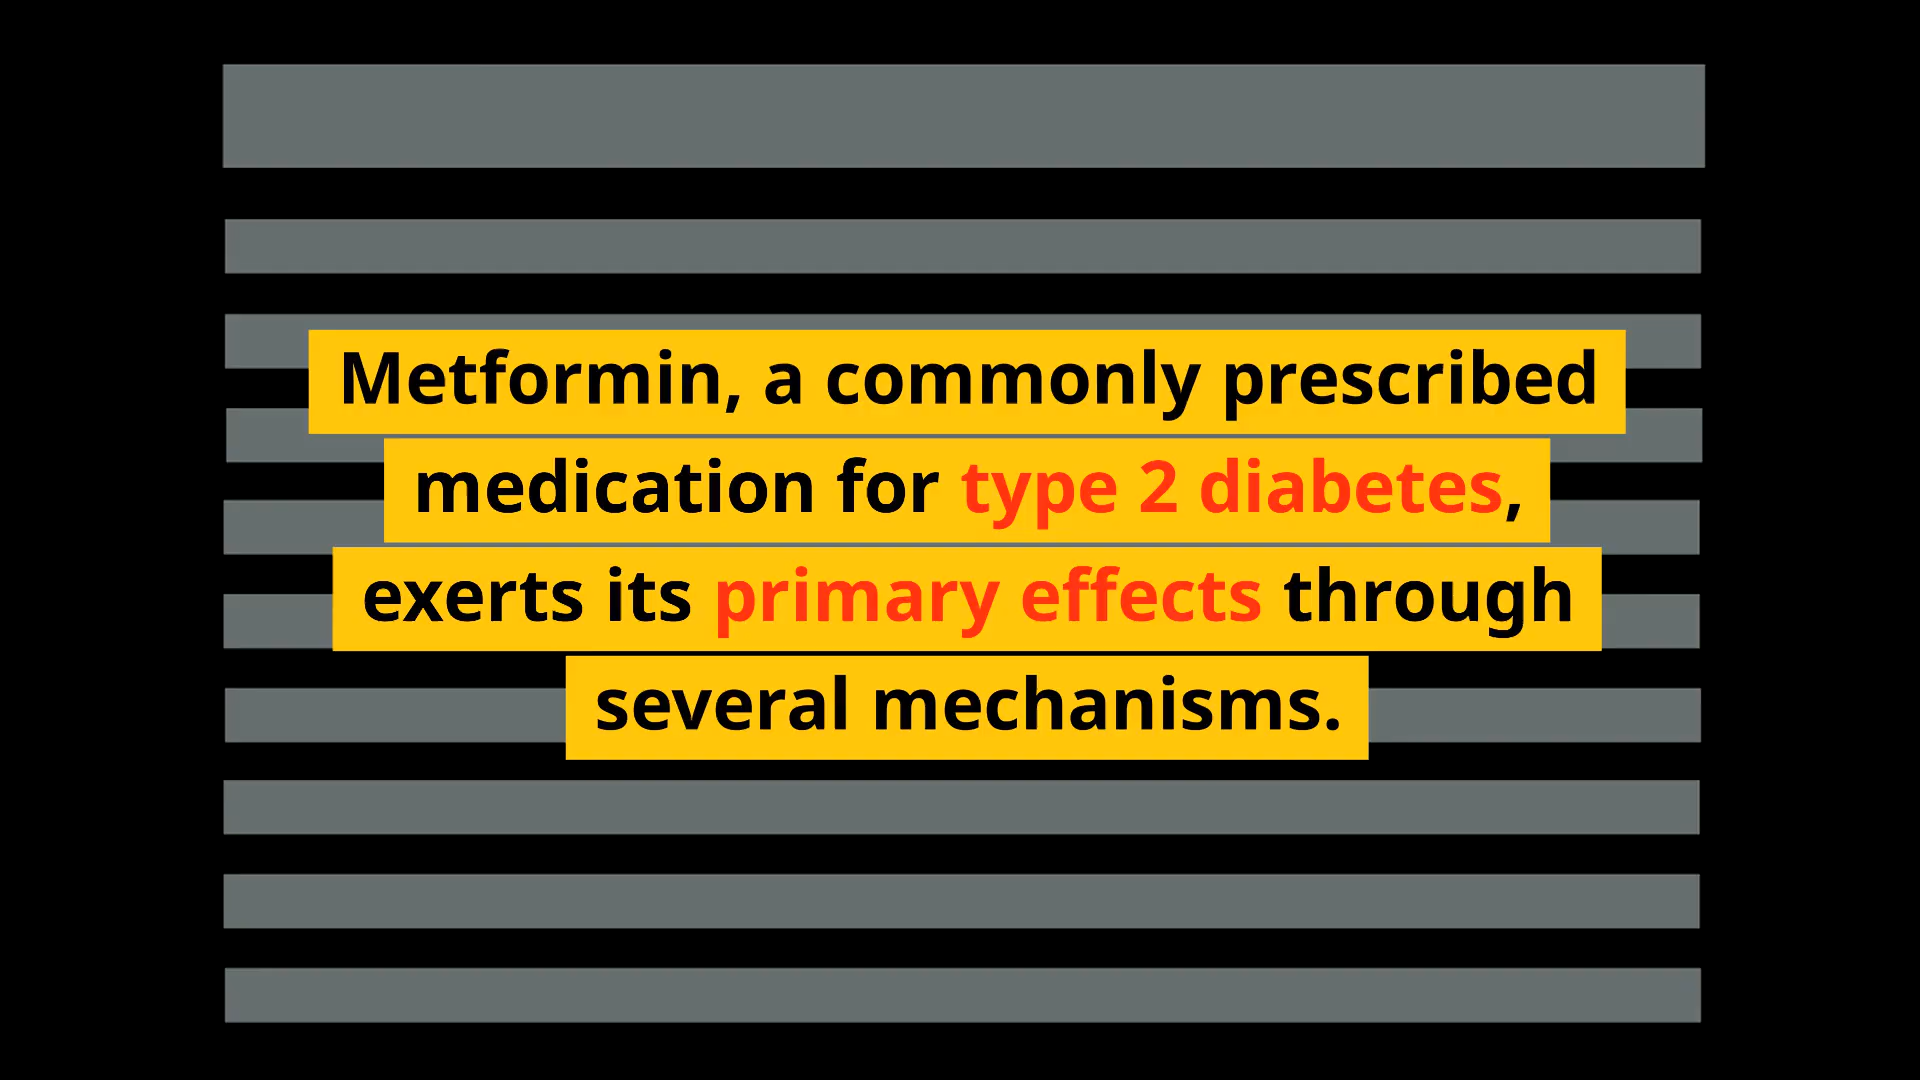 Metformin, a commonly prescribed
medication for type 2 diabetes,
exerts its primary effects through
several mechanisms.